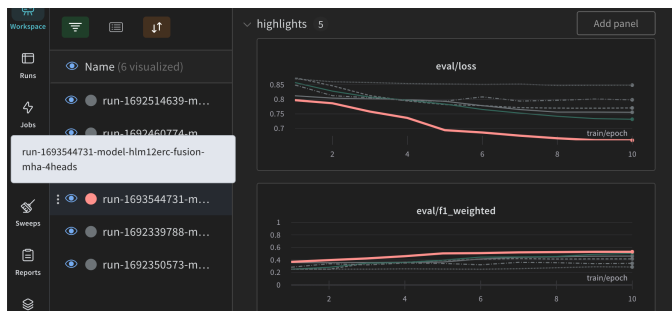 Workspace
Runs
Jobs
Sweeps
Reports
Name (6 visualized)
run-1692514639-m...
run-1692460774-m...
run-1693544731-model-hlm12erc-fusion-
mha-4heads
run-1693544731-m...
run-1692339788-m...
run-1692350573-m...
highlights 5
Add panel
eval/loss
0.85
0.8
0.75
0.7
train/epoch
2 4 6 8 10
eval/f1_weighted
1
0.8
0.6
0.4
0.2
0
train/epoch
2 4 6 8 10